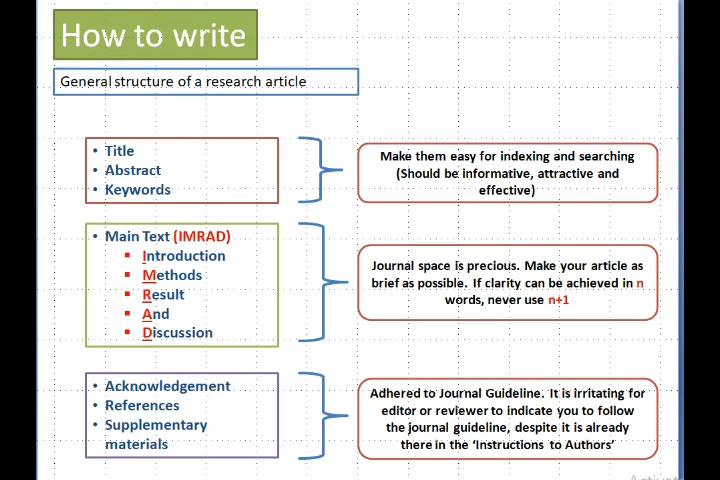 How to write
General structure of a research article
• Title
• Abstract
• Keywords
Make them easy for indexing and searching
(Should be informative, attractive and
effective)
• Main Text (IMRAD)
▪ Introduction
▪ Methods
▪ Result
▪ And
▪ Discussion
Journal space is precious. Make your article as
brief as possible. If clarity can be achieved in n
words, never use n+1
• Acknowledgement
• References
• Supplementary
materials
Adhered to Journal Guideline. It is irritating for
editor or reviewer to indicate you to follow
the journal guideline, despite it is already
there in the ‘Instructions to Authors’